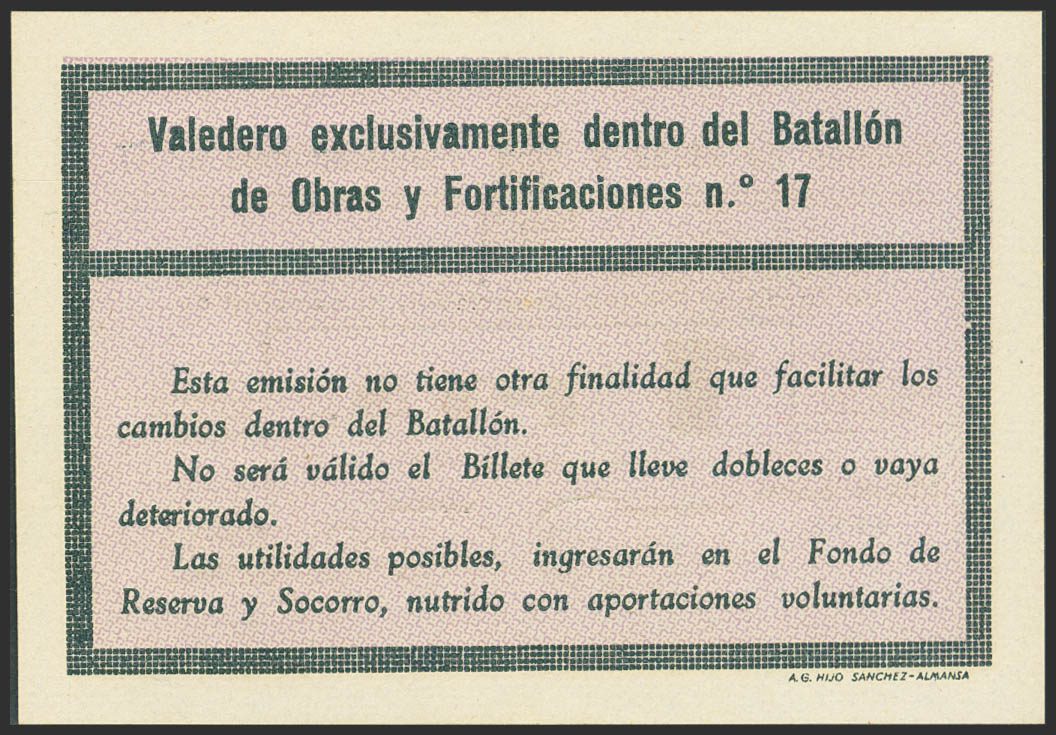 Valedero exclusivamente dentro del Batallón
de Obras y Fortificaciones n.º 17
Esta emisión no tiene otra finalidad que facilitar los
cambios dentro del Batallón.
No será válido el Billete que lleve dobleces o vaya
deteriorado.
Las utilidades posibles, ingresarán en el Fondo de
Reserva y Socorro, nutrido con aportaciones voluntarias.
A. G. HIJO SANCHEZ-ALMANSA